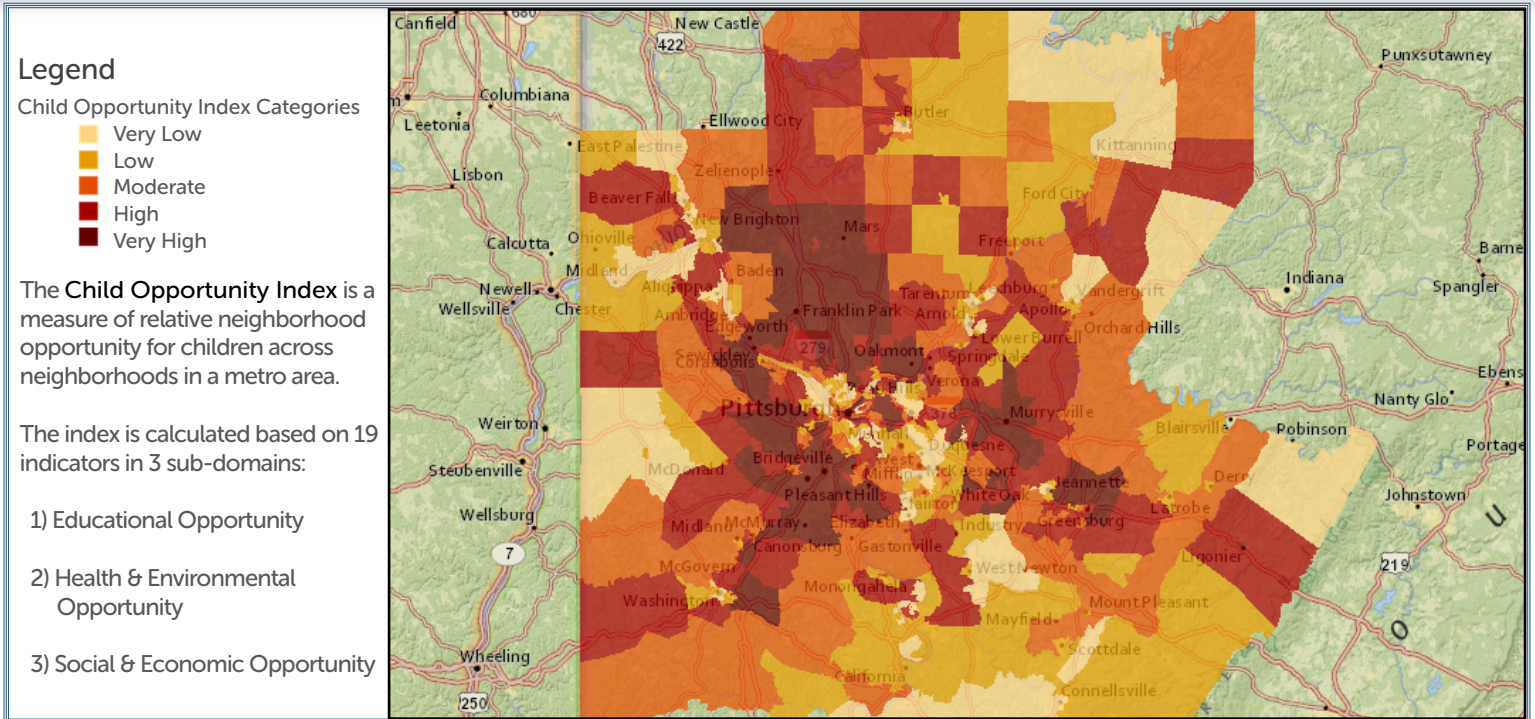 Legend
Child Opportunity Index Categories
Very Low
Low
Moderate
High
Very High
The Child Opportunity Index is a
measure of relative neighborhood
opportunity for children across
neighborhoods in a metro area.
The index is calculated based on 19
indicators in 3 sub-domains:
1) Educational Opportunity
2) Health & Environmental
Opportunity
3) Social & Economic Opportunity
Canfield
680
New Castle
422
Punxsutawney
Columbiana
Leetonia
Ellwood City
Butler
East Palestine
Kittanning
Lisbon
Zelienople
Beaver Falls
Ford City
New Brighton
Mars
Calcutta
Ohioville
OHIO
Freeport
Midland
Baden
Indiana
Newell
Aliquippa
Tarentum
Leechburg
Vandergrift
Spangler
Wellsville
Chester
Ambridge
Franklin Park
Arnold
Apollo
Edgeworth
Orchard Hills
279
Lower Burrell
Sewickley
Coraopolis
Oakmont
Springdale
Penn Hills
Verona
Nanty Glo
Pittsburgh
376
Murrysville
Weirton
Munhall
Blairsville
Robinson
Portage
Duquesne
Steubenville
McDonald
Bridgeville
West
Mifflin
McKeesport
Jeannette
Derry
Pleasant Hills
White Oak
Johnstown
Wellsburg
Clairton
Latrobe
Midland
McMurray
Elizabeth
Industry
Greensburg
7
Canonsburg
Gastonville
Ligonier
McGovern
West Newton
219
Washington
Monongahela
Mount Pleasant
Mayfield
Wheeling
Scottdale
California
250
Connellsville